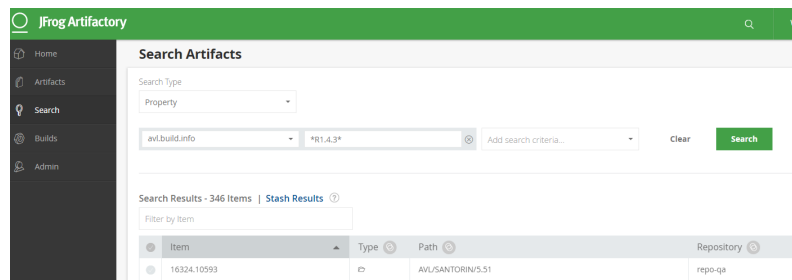 JFrog Artifactory
Home
Artifacts
Search
Builds
Admin
Search Artifacts
Search Type
Property
avl.build.info *R1.4.3* Add search criteria... Clear Search
Search Results - 346 Items | Stash Results ?
Filter by Item
Item Type Path Repository
16324.10593 AVL/SANTORIN/5.51 repo-qa